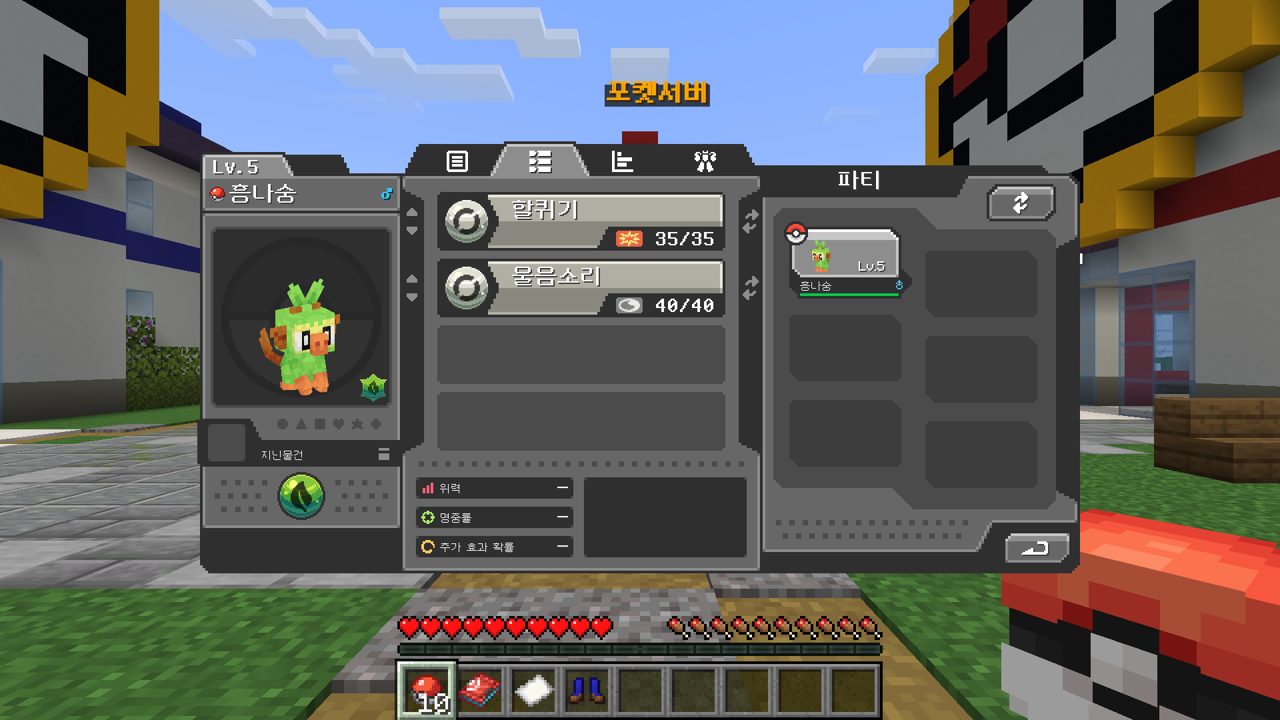 포켓서버
Lv.5
흥나숭
할퀴기
35/35
울음소리
40/40
지닌물건
위력
명중률
추가 효과 확률
파티
Lv.5
흥나숭
10